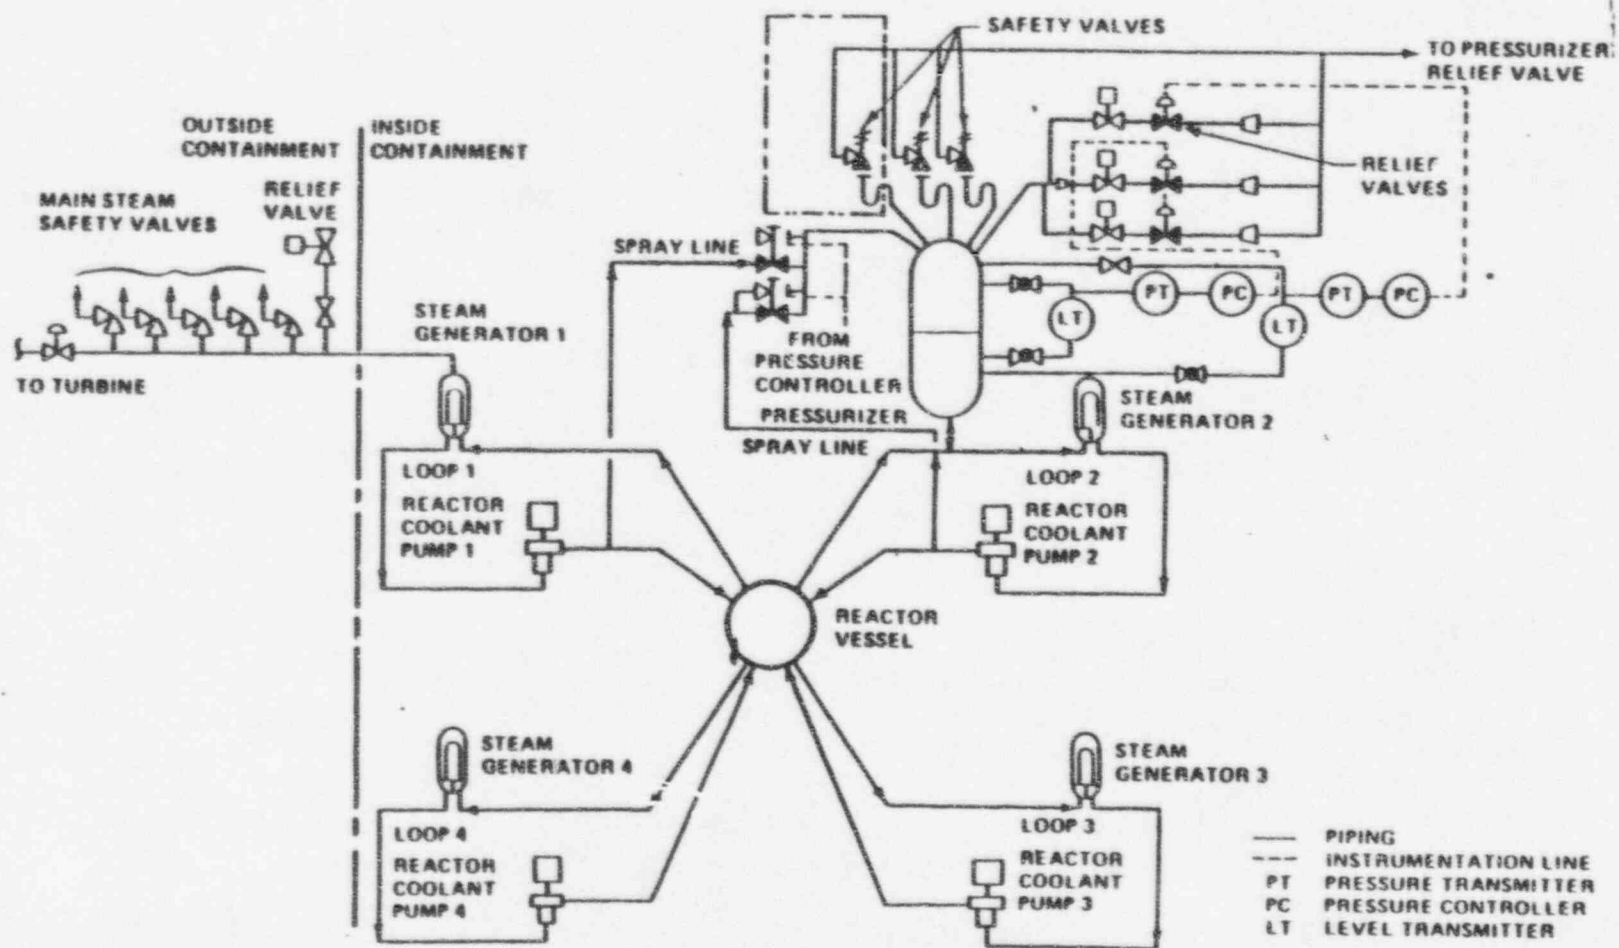 SAFETY VALVES
TO PRESSURIZER
RELIEF VALVE
OUTSIDE
CONTAINMENT
INSIDE
CONTAINMENT
RELIEF
VALVES
MAIN STEAM
SAFETY VALVES
RELIEF
VALVE
SPRAY LINE
STEAM
GENERATOR 1
PT
PC
PT
PC
LT
LT
FROM
PRESSURE
CONTROLLER
TO TURBINE
PRESSURIZER
SPRAY LINE
STEAM
GENERATOR 2
LOOP 1
REACTOR
COOLANT
PUMP 1
LOOP 2
REACTOR
COOLANT
PUMP 2
REACTOR
VESSEL
STEAM
GENERATOR 4
STEAM
GENERATOR 3
LOOP 4
REACTOR
COOLANT
PUMP 4
LOOP 3
REACTOR
COOLANT
PUMP 3
PIPING
INSTRUMENTATION LINE
PT PRESSURE TRANSMITTER
PC PRESSURE CONTROLLER
LT LEVEL TRANSMITTER